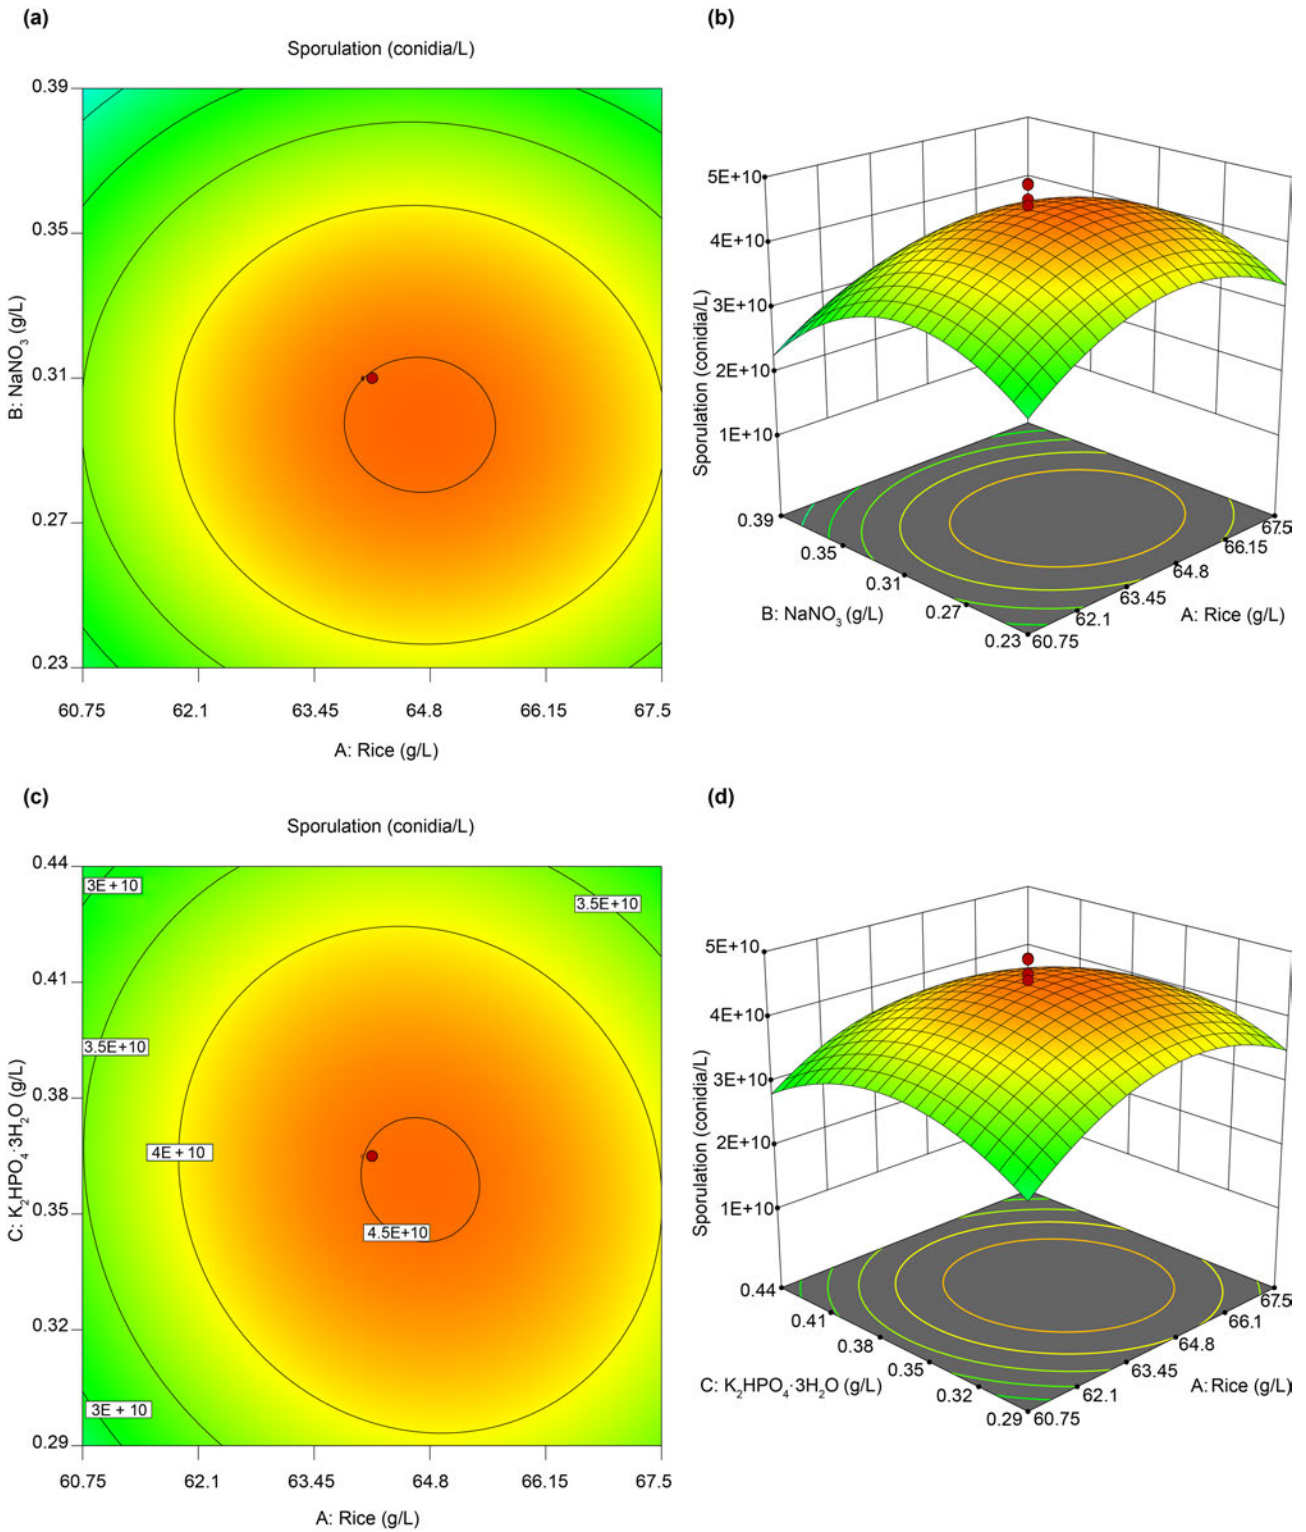 (a)
Sporulation (conidia/L)
0.39
0.35
0.31
0.27
0.23
B: NaNO₃ (g/L)
60.75 62.1 63.45 64.8 66.15 67.5
A: Rice (g/L)
(b)
5E+10
4E+10
3E+10
2E+10
1E+10
Sporulation (conidia/L)
0.39
0.35
0.31
0.27
0.23
B: NaNO₃ (g/L)
60.75
62.1
63.45
64.8
66.15
67.5
A: Rice (g/L)
(c)
Sporulation (conidia/L)
0.44
0.41
0.38
0.35
0.32
0.29
C: K₂HPO₄·3H₂O (g/L)
3E + 10
3.5E+10
3.5E+10
4E + 10
4.5E+10
3E + 10
60.75 62.1 63.45 64.8 66.15 67.5
A: Rice (g/L)
(d)
5E+10
4E+10
3E+10
2E+10
1E+10
Sporulation (conidia/L)
0.44
0.41
0.38
0.35
0.32
0.29
C: K₂HPO₄·3H₂O (g/L)
60.75
62.1
63.45
64.8
66.1
67.5
A: Rice (g/L)